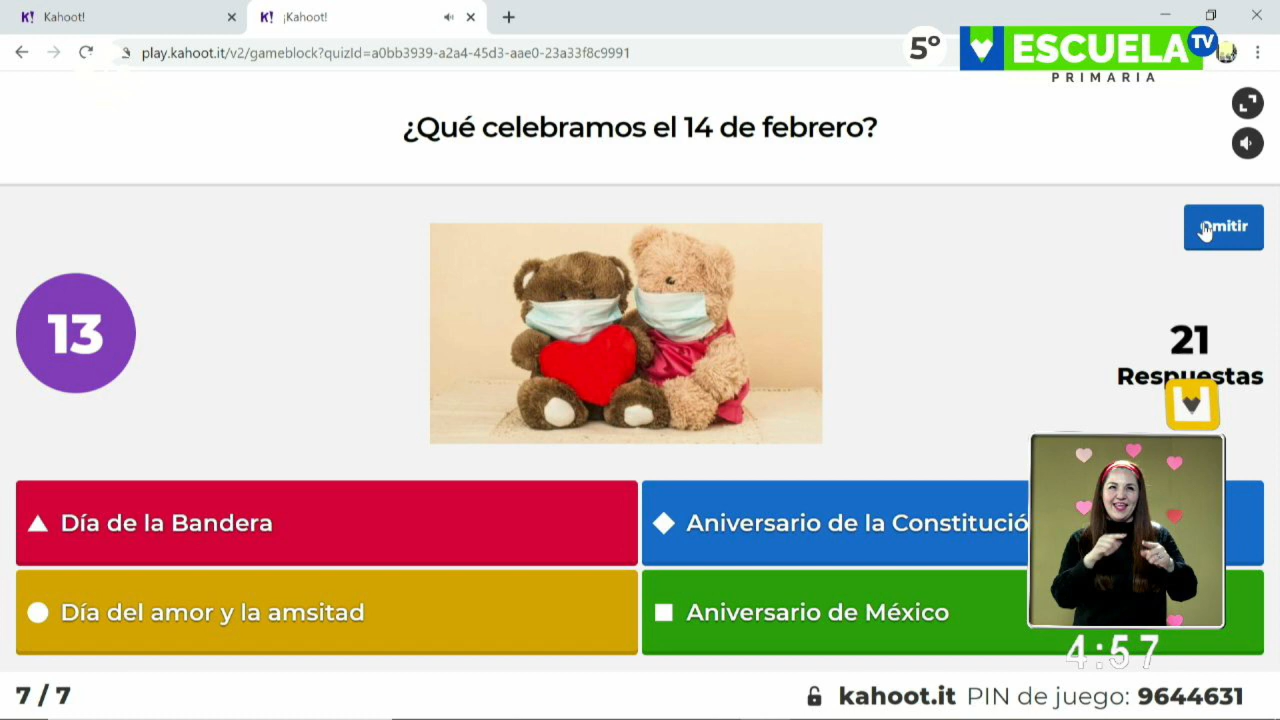 K! Kahoot!
K! ¡Kahoot!
play.kahoot.it/v2/gameblock?quizId=a0bb3939-a2a4-45d3-aae0-23a33f8c9991
5º
ESCUELA TV
PRIMARIA
¿Qué celebramos el 14 de febrero?
Omitir
13
21
Respuestas
Día de la Bandera
Aniversario de la Constitució
Día del amor y la amsitad
Aniversario de México
4:57
7 / 7
kahoot.it PIN de juego: 9644631